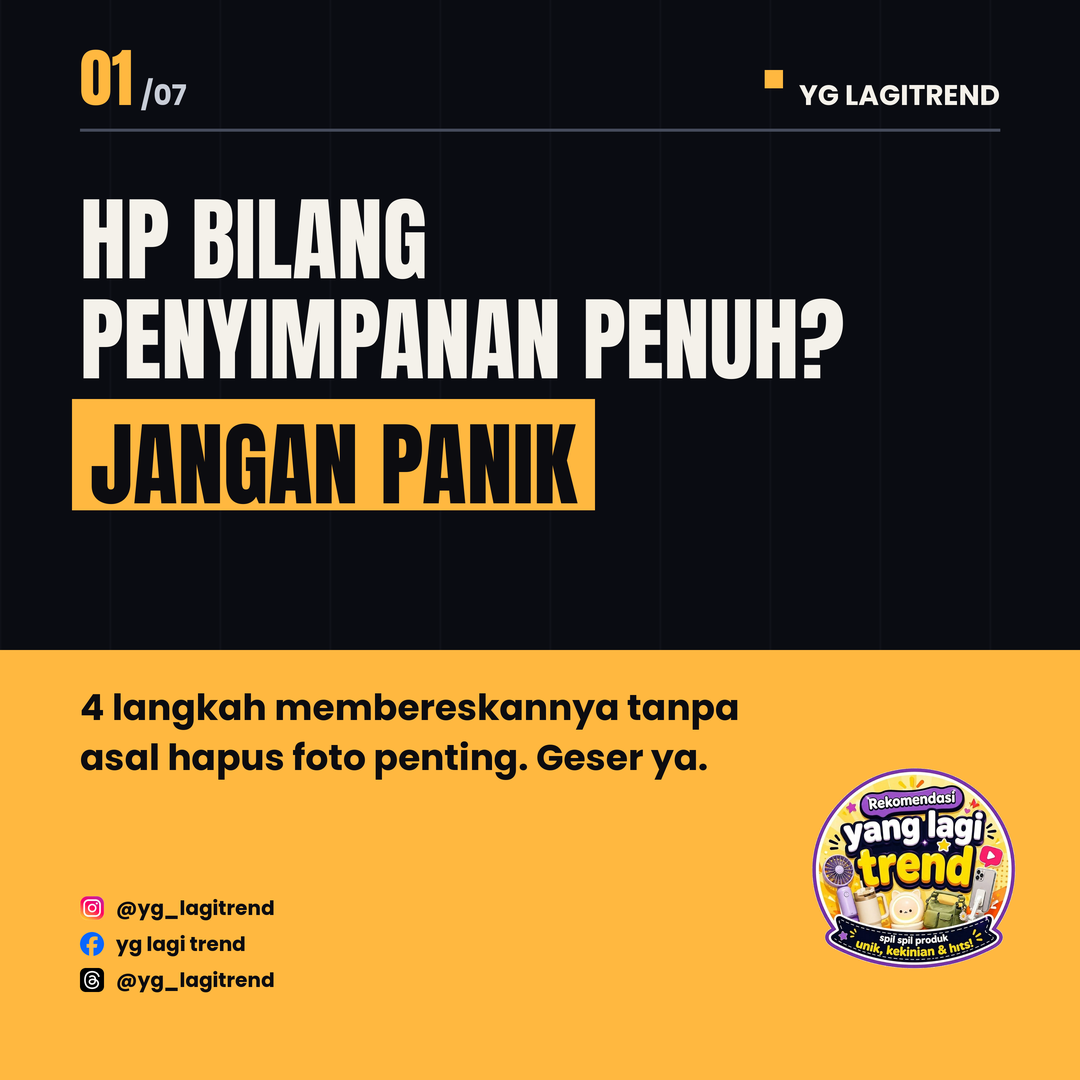 01 /07
YG LAGITREND
HP BILANG
PENYIMPANAN PENUH?
JANGAN PANIK
4 langkah membereskannya tanpa
asal hapus foto penting. Geser ya.
Rekomendasi
yang lagi
trend
spil spil produk
unik, kekinian & hits!
@yg_lagitrend
yg lagi trend
@yg_lagitrend